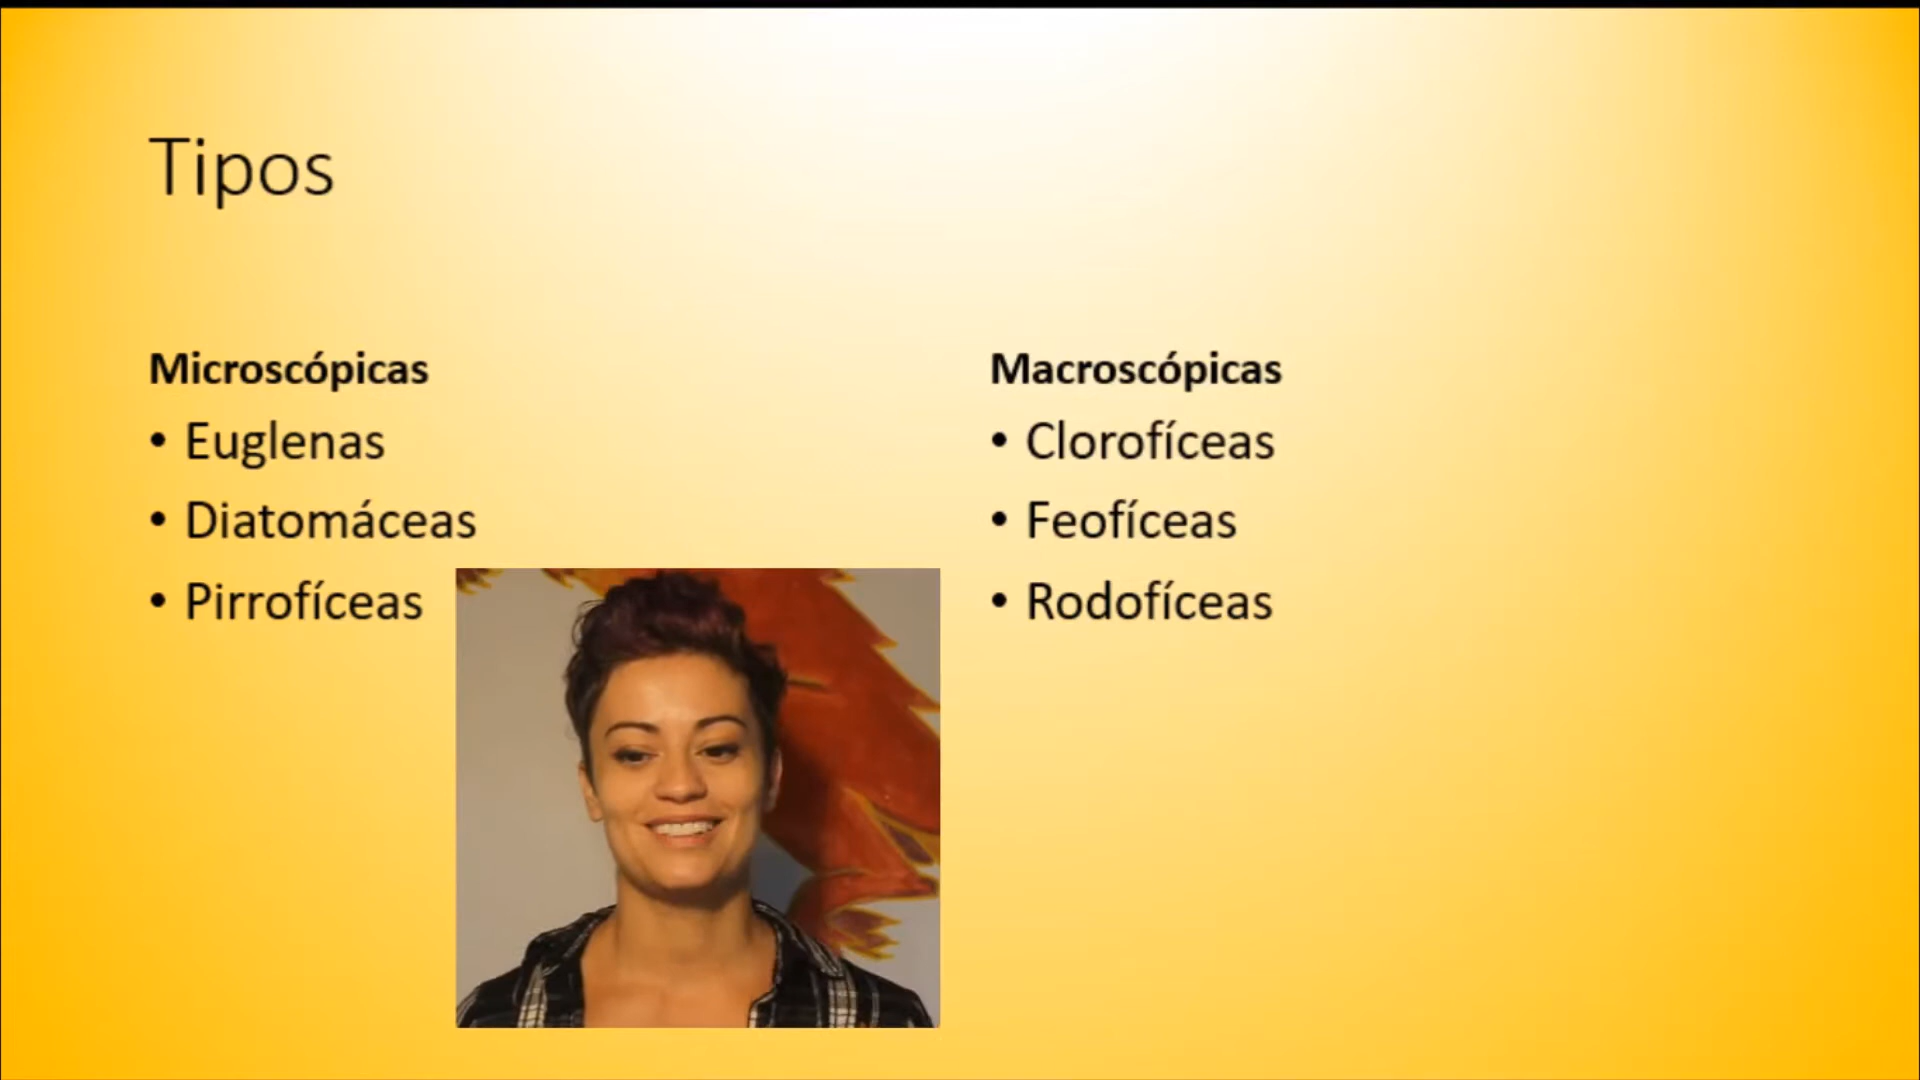 Tipos
Microscópicas
• Euglenas
• Diatomáceas
• Pirrofíceas
Macroscópicas
• Clorofíceas
• Feofíceas
• Rodofíceas